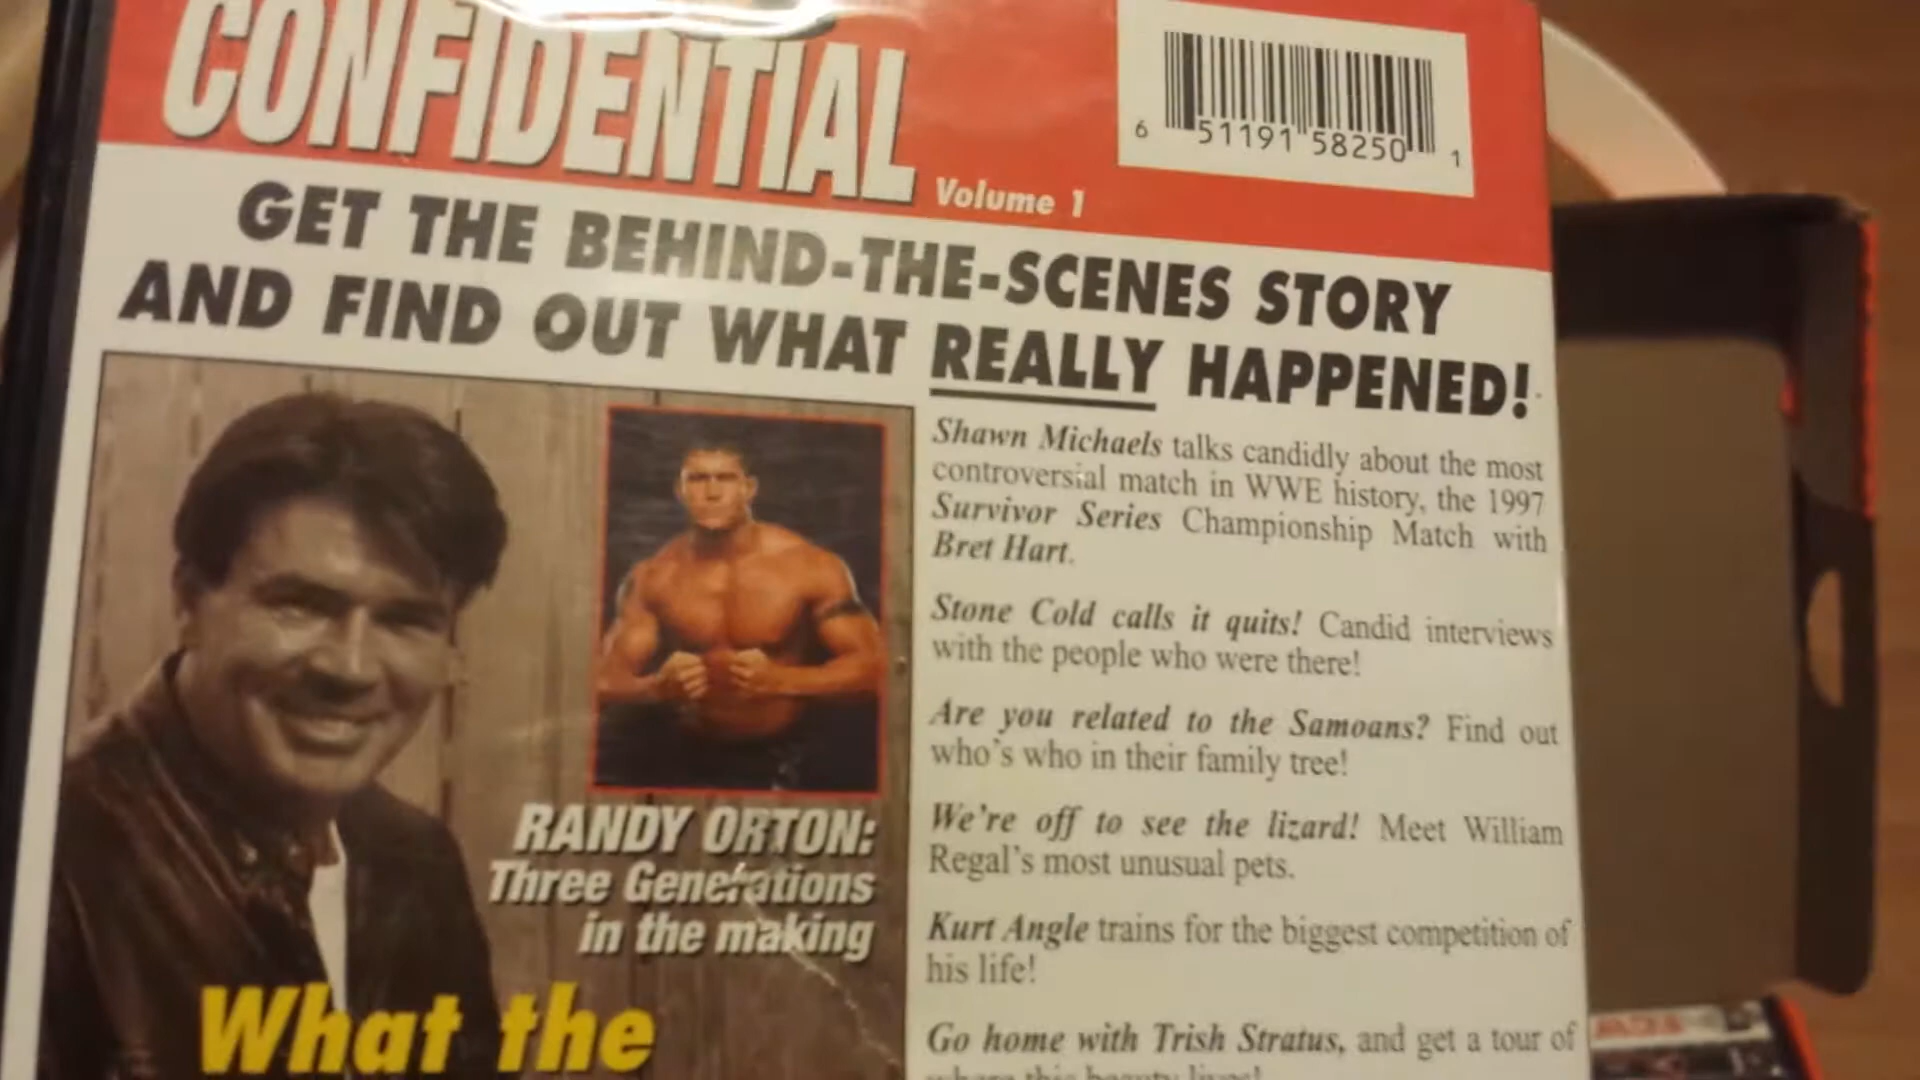 CONFIDENTIAL
Volume 1
6 51191 58250 1
GET THE BEHIND-THE-SCENES STORY
AND FIND OUT WHAT REALLY HAPPENED!
Shawn Michaels talks candidly about the most
controversial match in WWE history, the 1997
Survivor Series Championship Match with
Bret Hart.
Stone Cold calls it quits! Candid interviews
with the people who were there!
Are you related to the Samoans? Find out
who's who in their family tree!
We're off to see the lizard! Meet William
Regal's most unusual pets.
Kurt Angle trains for the biggest competition of
his life!
Go home with Trish Stratus, and get a tour of
where this beauty lives!
RANDY ORTON:
Three Generations
in the making
What the